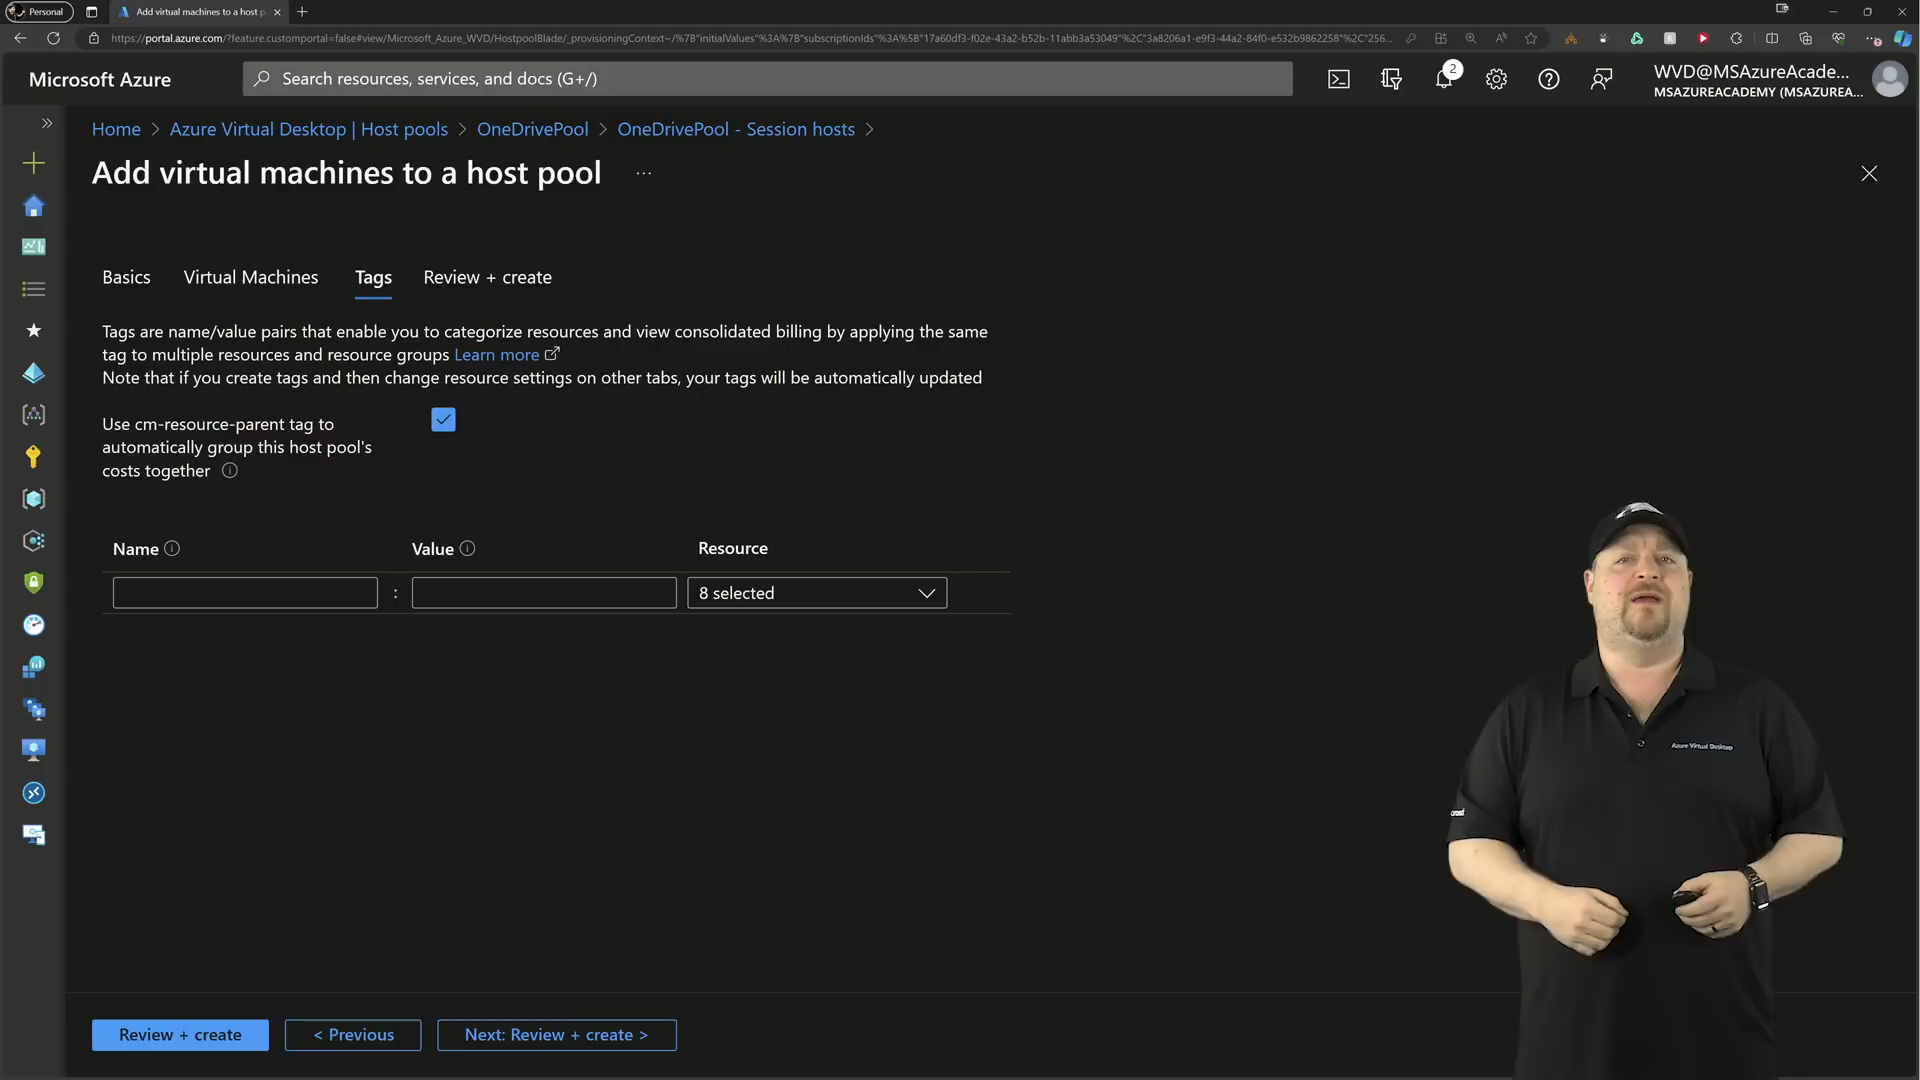 Personal
Add virtual machines to a host p
https://portal.azure.com/?feature.customportal=false#view/Microsoft_Azure_WVD/HostpoolBlade/_provisioningContext~/%7B"initialValues"%3A%7B"subscriptionIds"%3A%5B"17a60df3-f02e-43a2-b52b-11abb3a53049"%2C"3a8206a1-e9f3-44a2-84f0-e532b9862258"%2C"256...
Microsoft Azure
Search resources, services, and docs (G+/)
2
WVD@MSAzureAcade...
MSAZUREACADEMY (MSAZUREA...
Home > Azure Virtual Desktop | Host pools > OneDrivePool > OneDrivePool - Session hosts >
Add virtual machines to a host pool ...
Basics Virtual Machines Tags Review + create
Tags are name/value pairs that enable you to categorize resources and view consolidated billing by applying the same
tag to multiple resources and resource groups Learn more
Note that if you create tags and then change resource settings on other tabs, your tags will be automatically updated
Use cm-resource-parent tag to
automatically group this host pool's
costs together
Name Value Resource
: 8 selected
Azure Virtual Desktop
Review + create < Previous Next: Review + create >